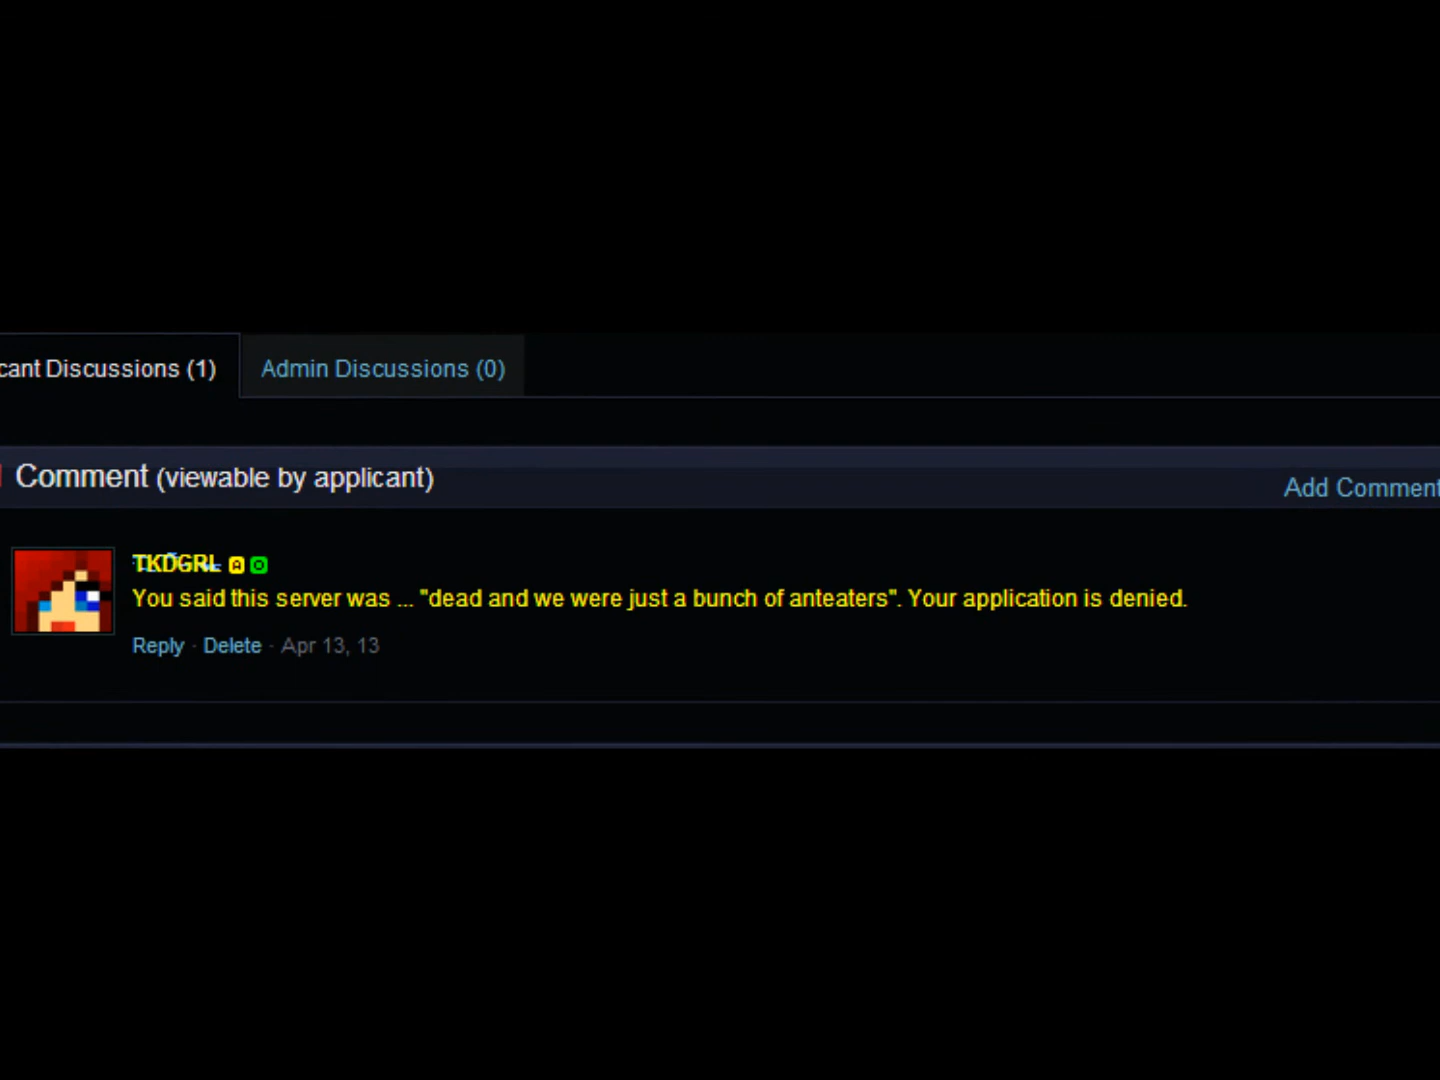 cant Discussions (1) Admin Discussions (0)
Comment (viewable by applicant) Add Comment
TKDGRL A O
You said this server was ... "dead and we were just a bunch of anteaters". Your application is denied.
Reply · Delete · Apr 13, 13